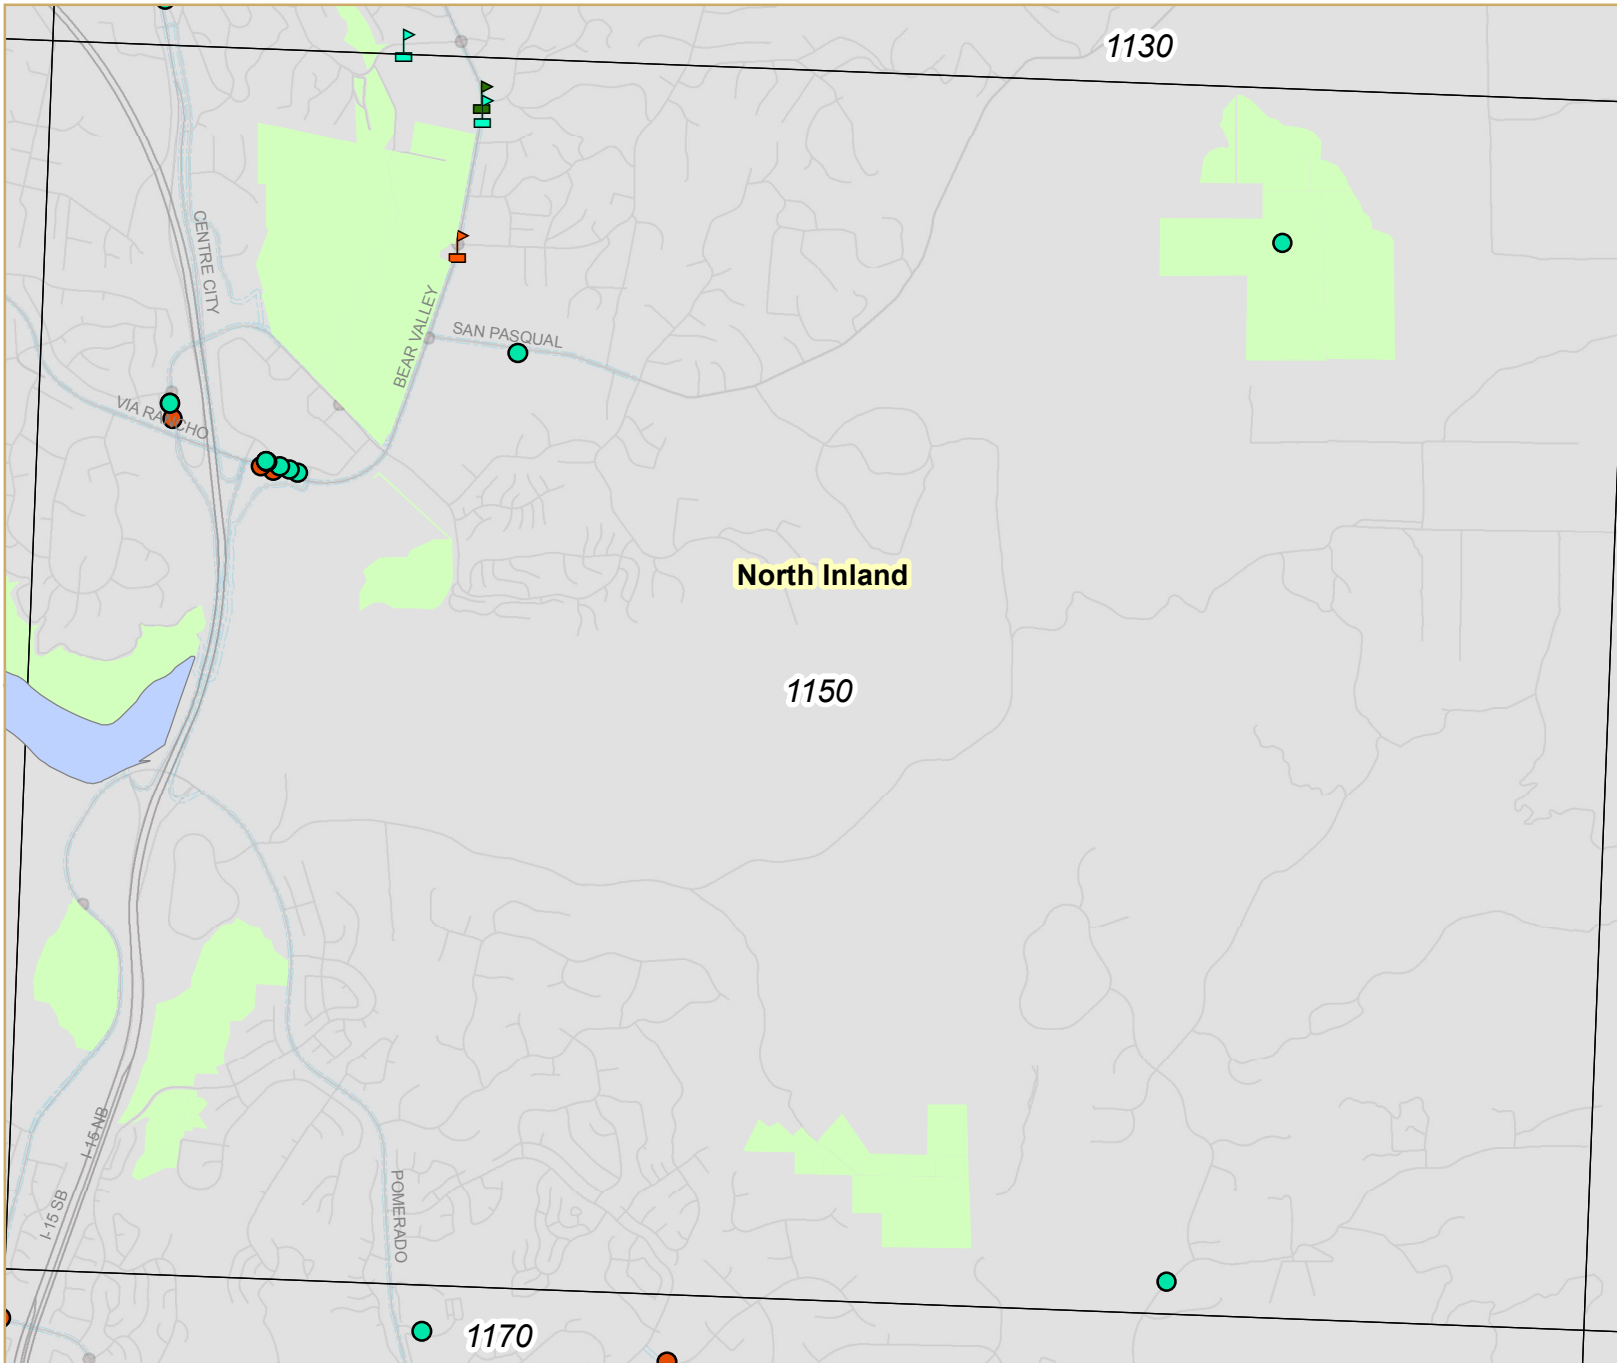 1130
CENTRE CITY
BEAR VALLEY
SAN PASQUAL
VIA RANCHO
North Inland
1150
I-15 NB
I-15 SB
POMERADO
1170